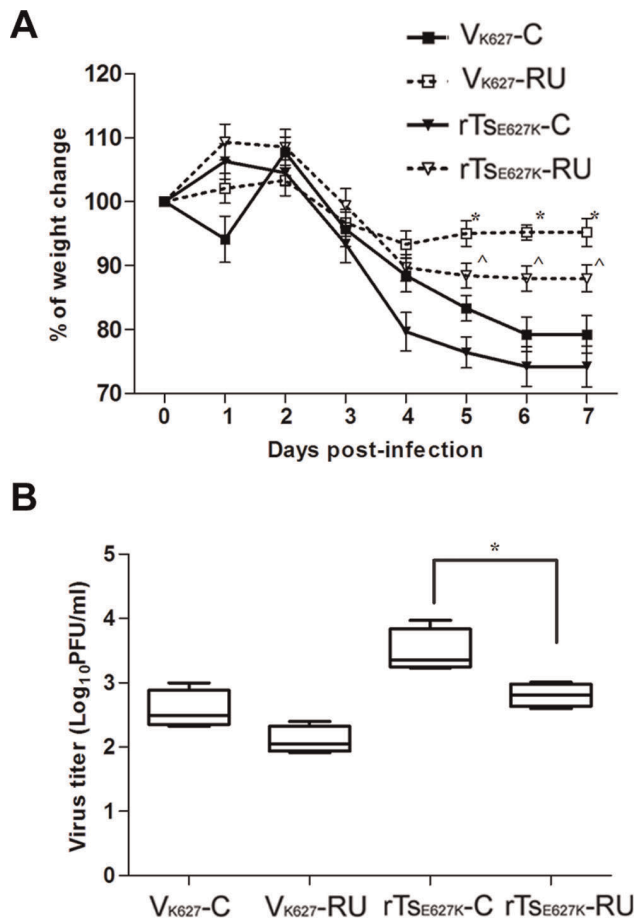 A
VK627-C
VK627-RU
rTsE627K-C
rTsE627K-RU
% of weight change
120
110
100
90
80
70
* * *
^ ^ ^
0 1 2 3 4 5 6 7
Days post-infection
B
Virus titer (Log10PFU/ml)
5
4
3
2
1
0
*
VK627-C VK627-RU rTsE627K-C rTsE627K-RU